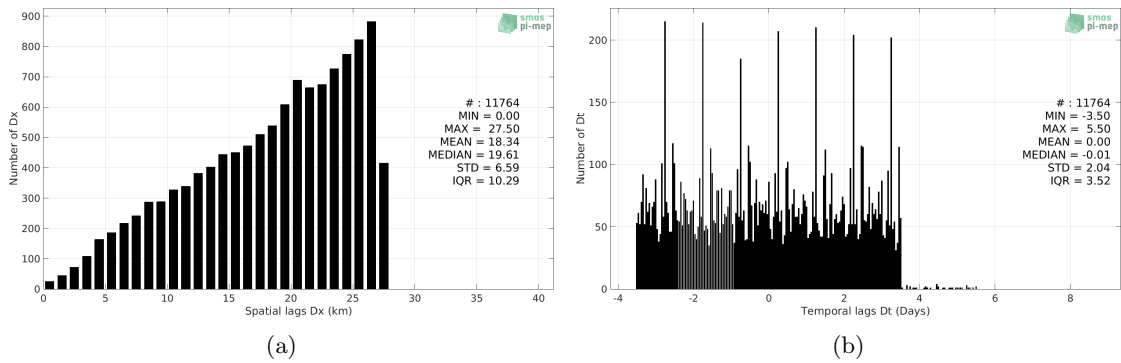 smos
pi-mep
900
800
700
600
500
400
300
200
100
0
Number of Dx
# : 11764
MIN = 0.00
MAX = 27.50
MEAN = 18.34
MEDIAN = 19.61
STD = 6.59
IQR = 10.29
0 5 10 15 20 25 30 35 40
Spatial lags Dx (km)
(a)
smos
pi-mep
200
150
100
50
0
Number of Dt
# : 11764
MIN = -3.50
MAX = 5.50
MEAN = 0.00
MEDIAN = -0.01
STD = 2.04
IQR = 3.52
-4 -2 0 2 4 6 8
Temporal lags Dt (Days)
(b)